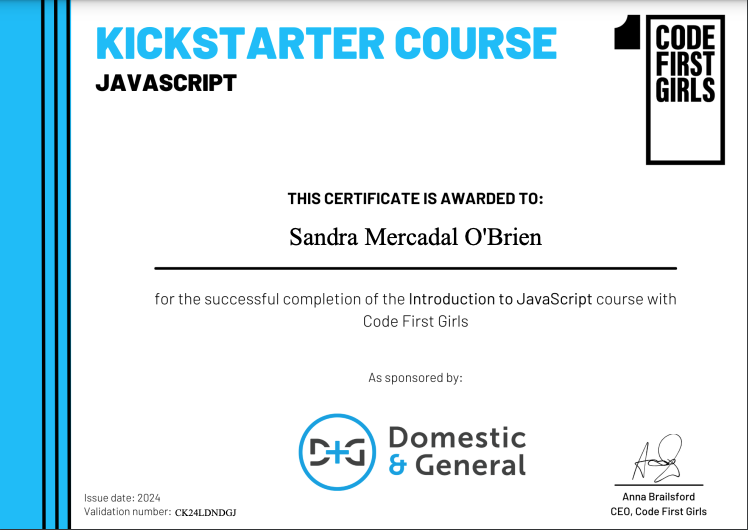 KICKSTARTER COURSE
JAVASCRIPT
1 CODE
FIRST
GIRLS
THIS CERTIFICATE IS AWARDED TO:
Sandra Mercadal O'Brien
for the successful completion of the Introduction to JavaScript course with
Code First Girls
As sponsored by:
D+G Domestic
& General
Issue date: 2024
Validation number: CK24LDNDGJ
Anna Brailsford
CEO, Code First Girls